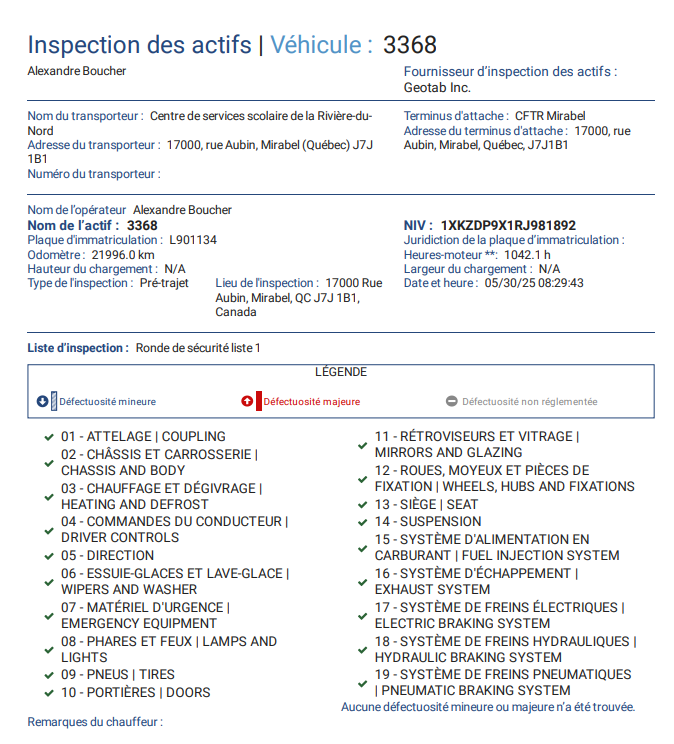 Inspection des actifs | Véhicule : 3368
Alexandre Boucher
Fournisseur d'inspection des actifs :
Geotab Inc.
Nom du transporteur : Centre de services scolaire de la Rivière-du-
Nord
Adresse du transporteur : 17000, rue Aubin, Mirabel (Québec) J7J
1B1
Numéro du transporteur :
Terminus d'attache : CFTR Mirabel
Adresse du terminus d'attache : 17000, rue
Aubin, Mirabel, Québec, J7J1B1
Nom de l'opérateur Alexandre Boucher
Nom de l'actif : 3368
Plaque d'immatriculation : L901134
Odomètre : 21996.0 km
Hauteur du chargement : N/A
Type de l'inspection : Pré-trajet
Lieu de l'inspection : 17000 Rue
Aubin, Mirabel, QC J7J 1B1,
Canada
NIV : 1XKZDP9X1RJ981892
Juridiction de la plaque d'immatriculation :
Heures-moteur **: 1042.1 h
Largeur du chargement : N/A
Date et heure : 05/30/25 08:29:43
Liste d'inspection : Ronde de sécurité liste 1
LÉGENDE
Défectuosité mineure
Défectuosité majeure
Défectuosité non réglementée
01 - ATTELAGE | COUPLING
02 - CHÂSSIS ET CARROSSERIE |
CHASSIS AND BODY
03 - CHAUFFAGE ET DÉGIVRAGE |
HEATING AND DEFROST
04 - COMMANDES DU CONDUCTEUR |
DRIVER CONTROLS
05 - DIRECTION
06 - ESSUIE-GLACES ET LAVE-GLACE |
WIPERS AND WASHER
07 - MATÉRIEL D'URGENCE |
EMERGENCY EQUIPMENT
08 - PHARES ET FEUX | LAMPS AND
LIGHTS
09 - PNEUS | TIRES
10 - PORTIÈRES | DOORS
11 - RÉTROVISEURS ET VITRAGE |
MIRRORS AND GLAZING
12 - ROUES, MOYEUX ET PIÈCES DE
FIXATION | WHEELS, HUBS AND FIXATIONS
13 - SIÈGE | SEAT
14 - SUSPENSION
15 - SYSTÈME D'ALIMENTATION EN
CARBURANT | FUEL INJECTION SYSTEM
16 - SYSTÈME D'ÉCHAPPEMENT |
EXHAUST SYSTEM
17 - SYSTÈME DE FREINS ÉLECTRIQUES |
ELECTRIC BRAKING SYSTEM
18 - SYSTÈME DE FREINS HYDRAULIQUES |
HYDRAULIC BRAKING SYSTEM
19 - SYSTÈME DE FREINS PNEUMATIQUES
| PNEUMATIC BRAKING SYSTEM
Aucune défectuosité mineure ou majeure n'a été trouvée.
Remarques du chauffeur :